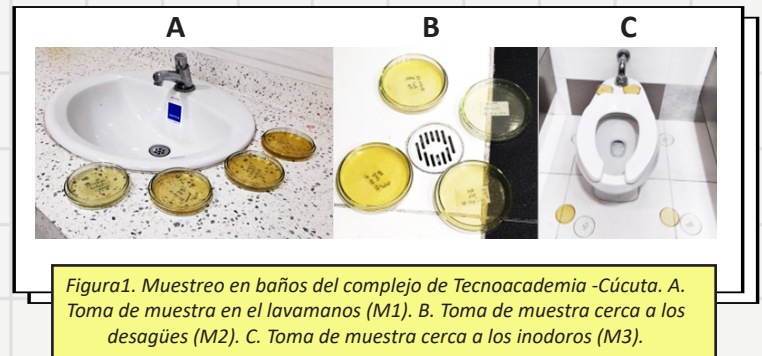 A
B
C
Figura1. Muestreo en baños del complejo de Tecnoacademia -Cúcuta. A.
Toma de muestra en el lavamanos (M1). B. Toma de muestra cerca a los
desagües (M2). C. Toma de muestra cerca a los inodoros (M3).